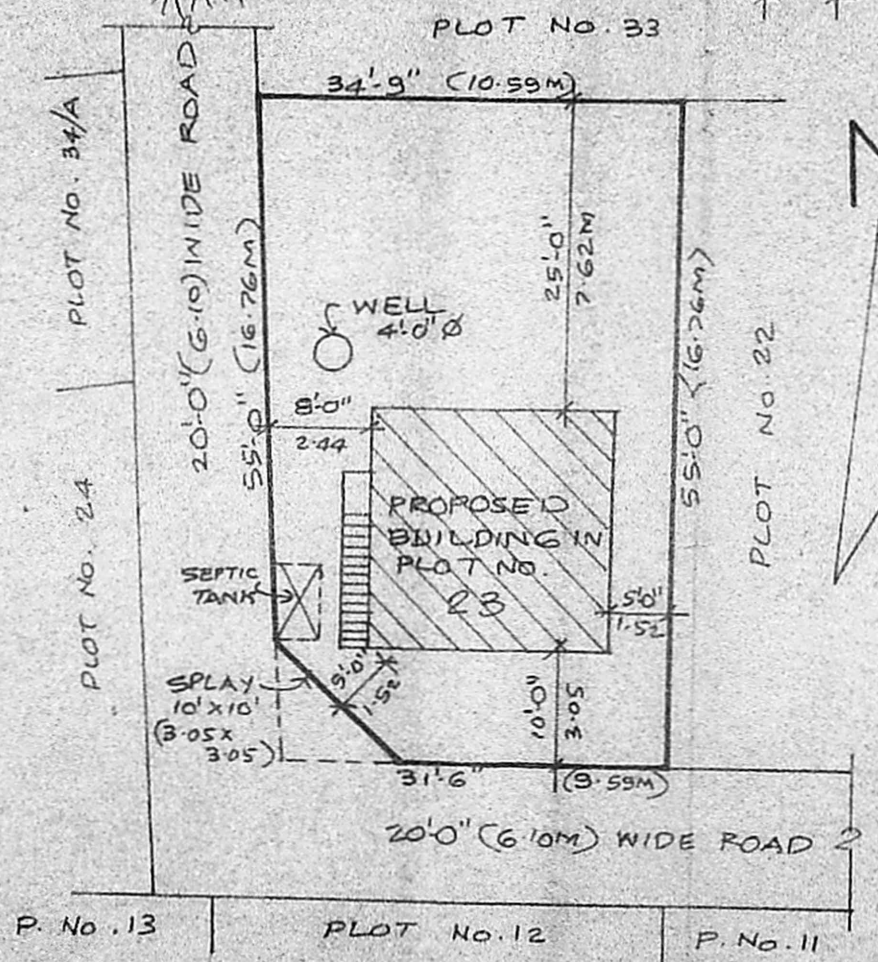 PLOT No. 33
34'-9" (10.59M)
PLOT No. 34/A
20'-0" (6.10) WIDE ROAD
55'-0" (16.76M)
25'-0"
7.62M
55'-0" (16.76M)
PLOT No. 22
WELL
4'-0" Ø
8'-0"
2.44
PROPOSED
BUILDING IN
PLOT NO.
23
PLOT No. 24
SEPTIC
TANK
5'-0"
1.52
SPLAY
10' X 10'
(3.05 X
3.05)
5'-0"
1.52
10'-0"
3.05
31'-6" (9.59M)
20'-0" (6.10M) WIDE ROAD 2
P. No. 13
PLOT No. 12
P. No. 11